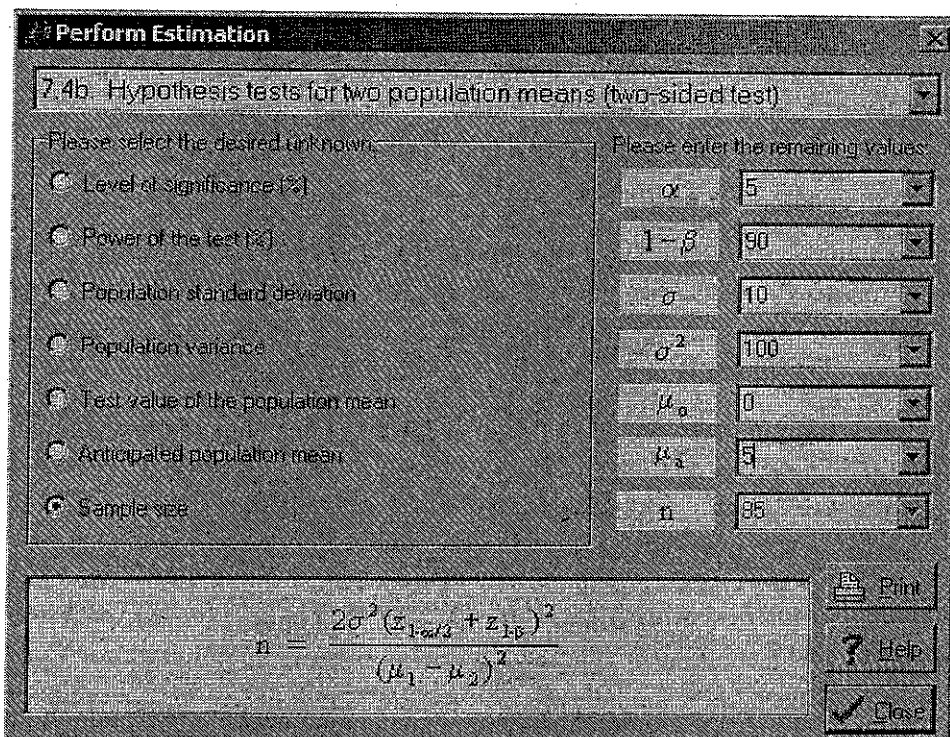 Perform Estimation
7.4b Hypothesis tests for two population means (two-sided test)
Please select the desired unknown:
Please enter the remaining values:
Level of significance [%]
α 5
Power of the test [%]
1-β 90
Population standard deviation
σ 10
Population variance
σ² 100
Test value of the population mean
μ₀ 0
Anticipated population mean
μₐ 5
Sample size
n 85
n = 2σ²(z₁₋α/₂ + z₁₋β)² / (μ₁ - μ₂)²
Print
? Help
Close